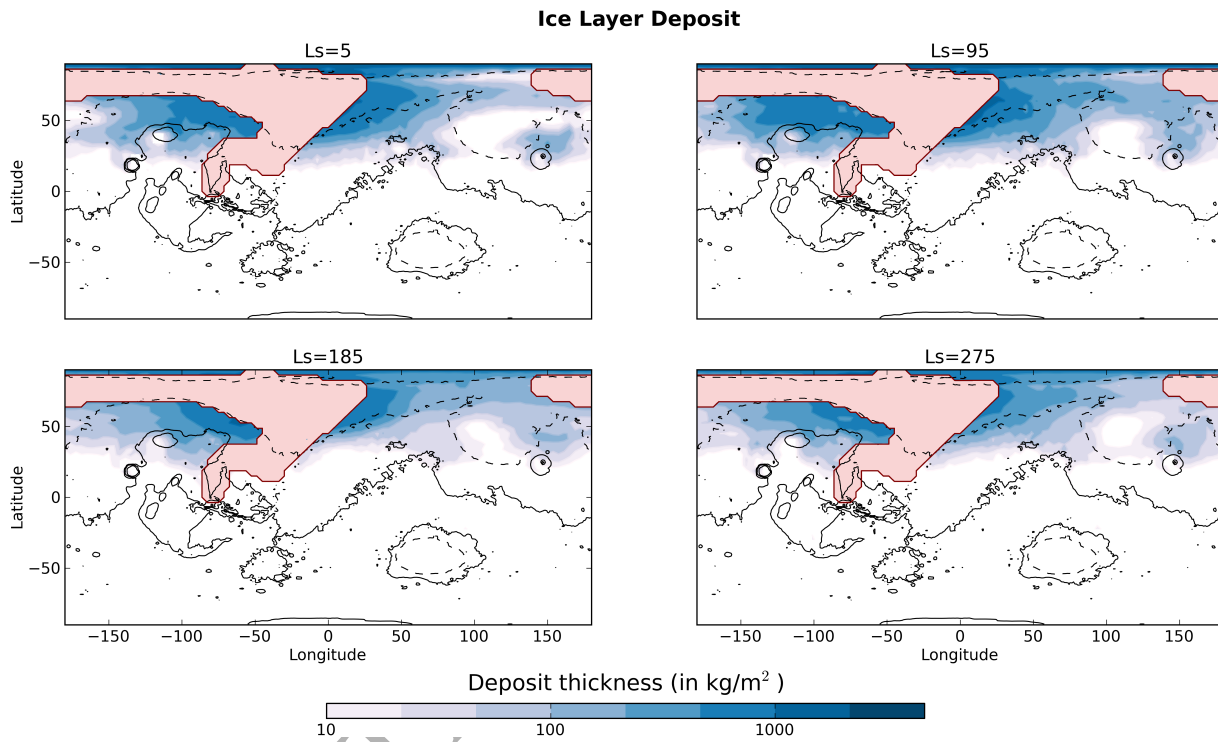 Ice Layer Deposit
Ls=5
Ls=95
50
0
−50
Latitude
Ls=185
Ls=275
50
0
−50
Latitude
−150 −100 −50 0 50 100 150
−150 −100 −50 0 50 100 150
Longitude
Longitude
Deposit thickness (in kg/m² )
10 100 1000